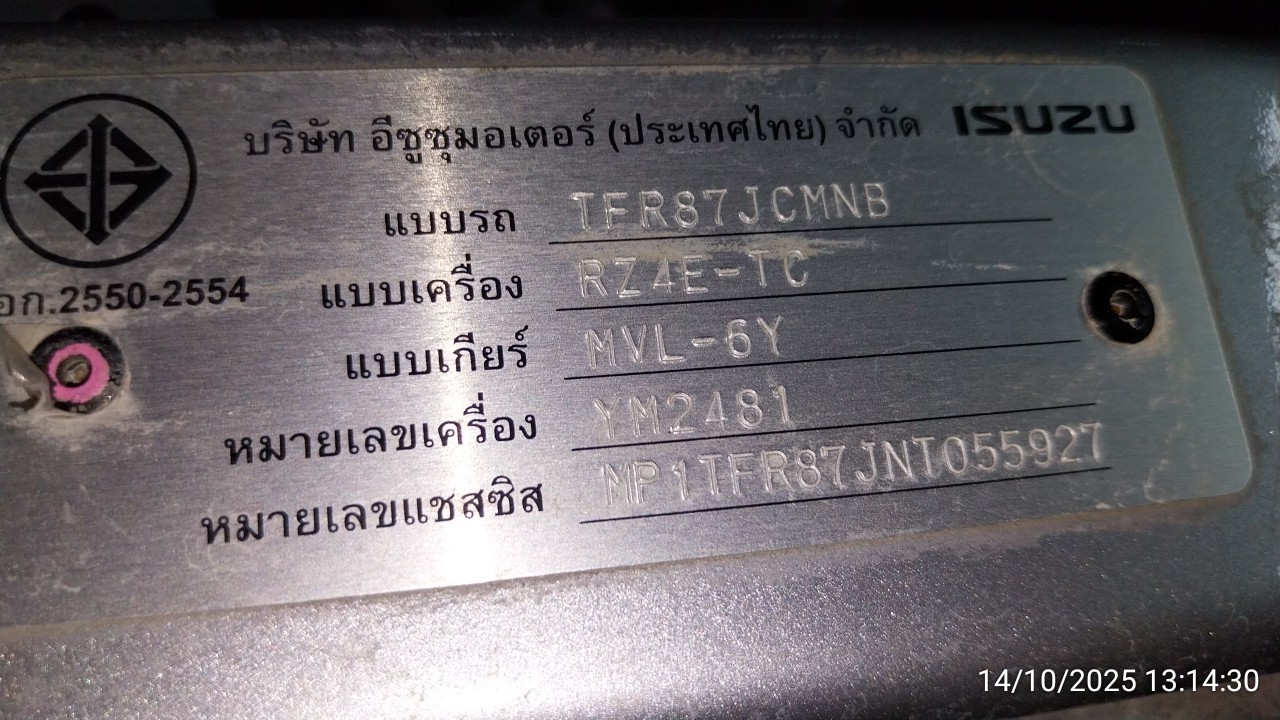 บริษัท อีซูซุมอเตอร์ (ประเทศไทย) จำกัด ISUZU
แบบรถ TFR87JCMNB
มอก.2550-2554
แบบเครื่อง RZ4E-TC
แบบเกียร์ MVL-6Y
หมายเลขเครื่อง YM2481
หมายเลขแชสซิส MP1TFR87JNT055927
14/10/2025 13:14:30